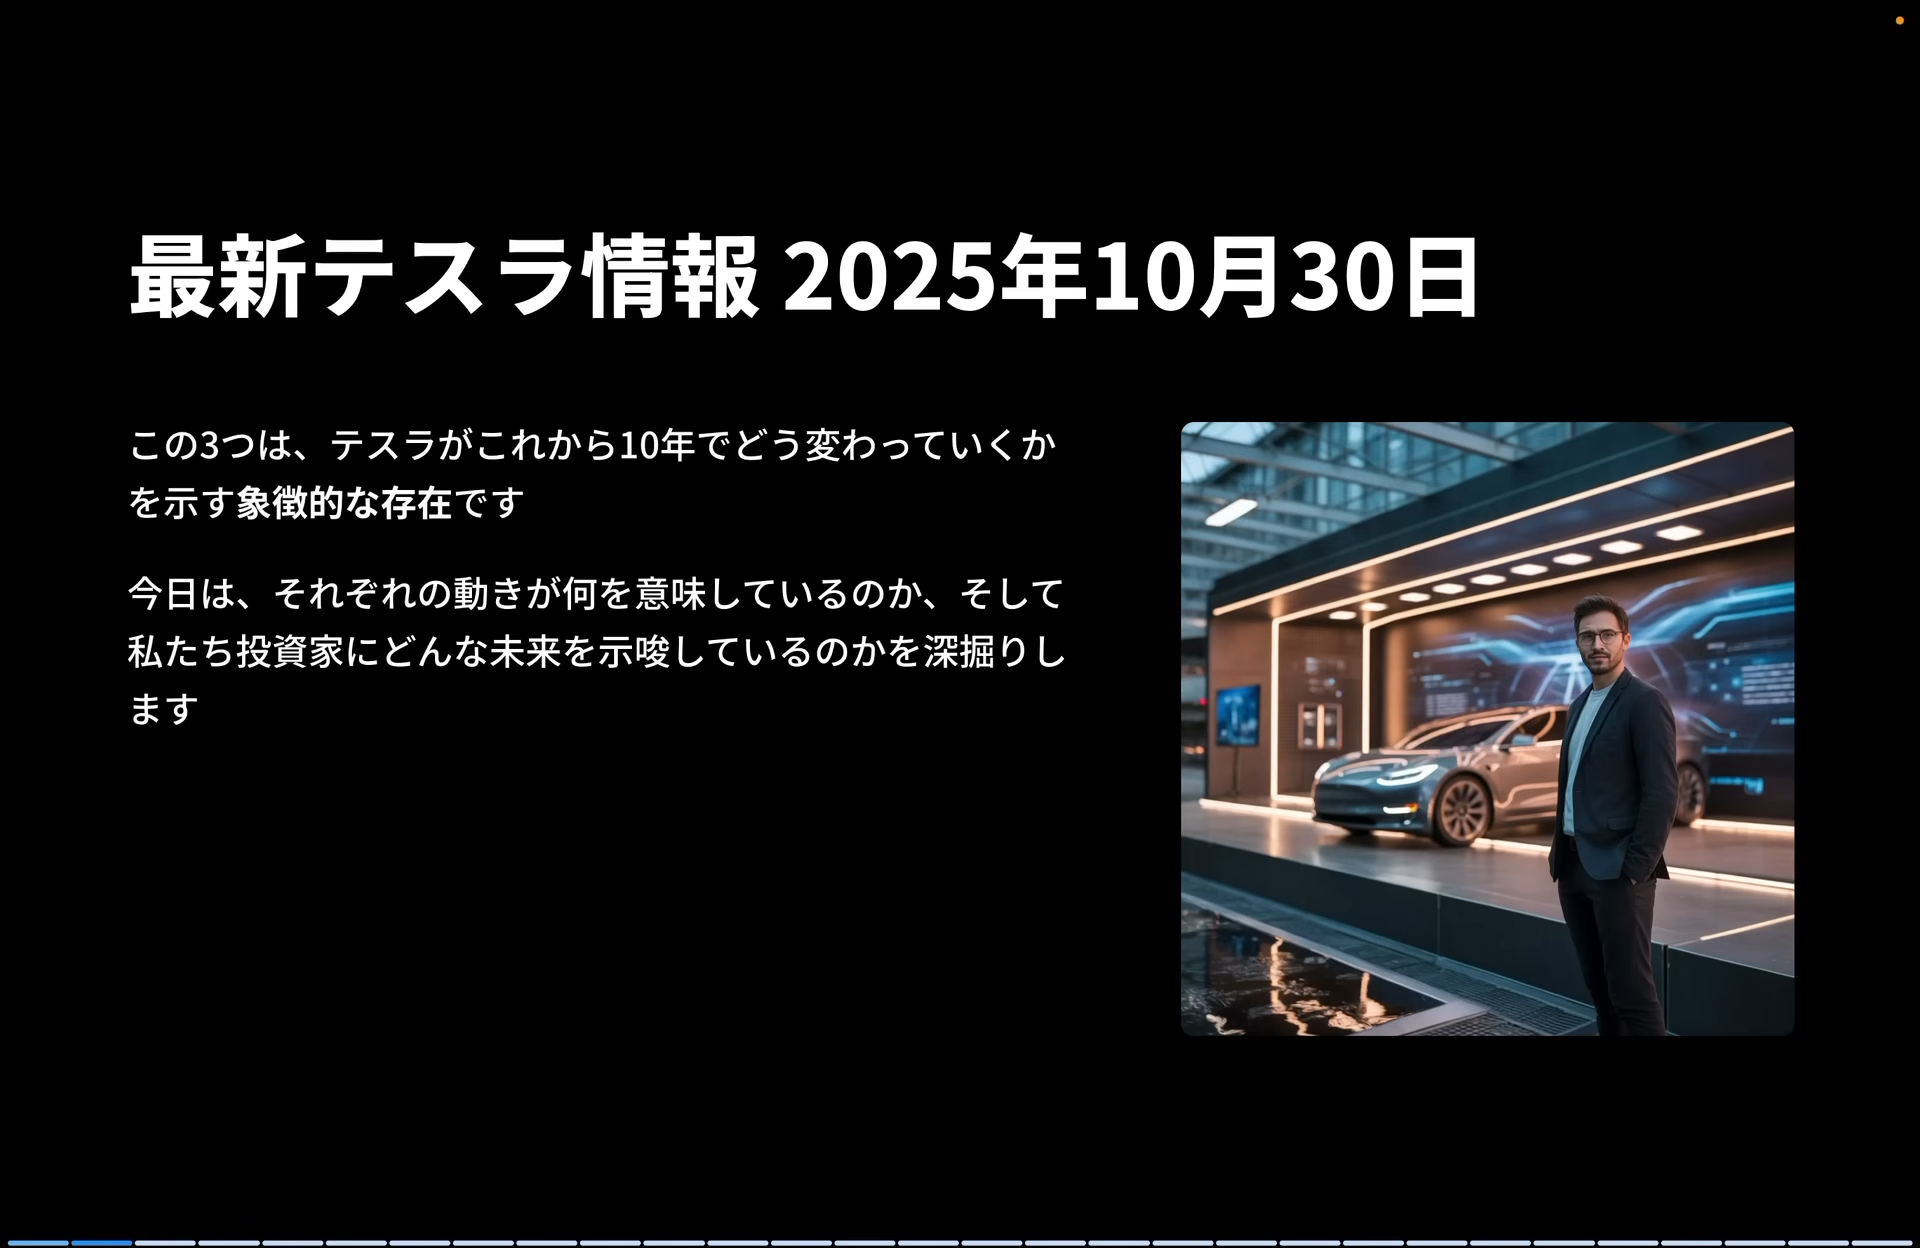 最新テスラ情報 2025年10月30日
この3つは、テスラがこれから10年でどう変わっていくか
を示す象徴的な存在です
今日は、それぞれの動きが何を意味しているのか、そして
私たち投資家にどんな未来を示唆しているのかを深掘りし
ます